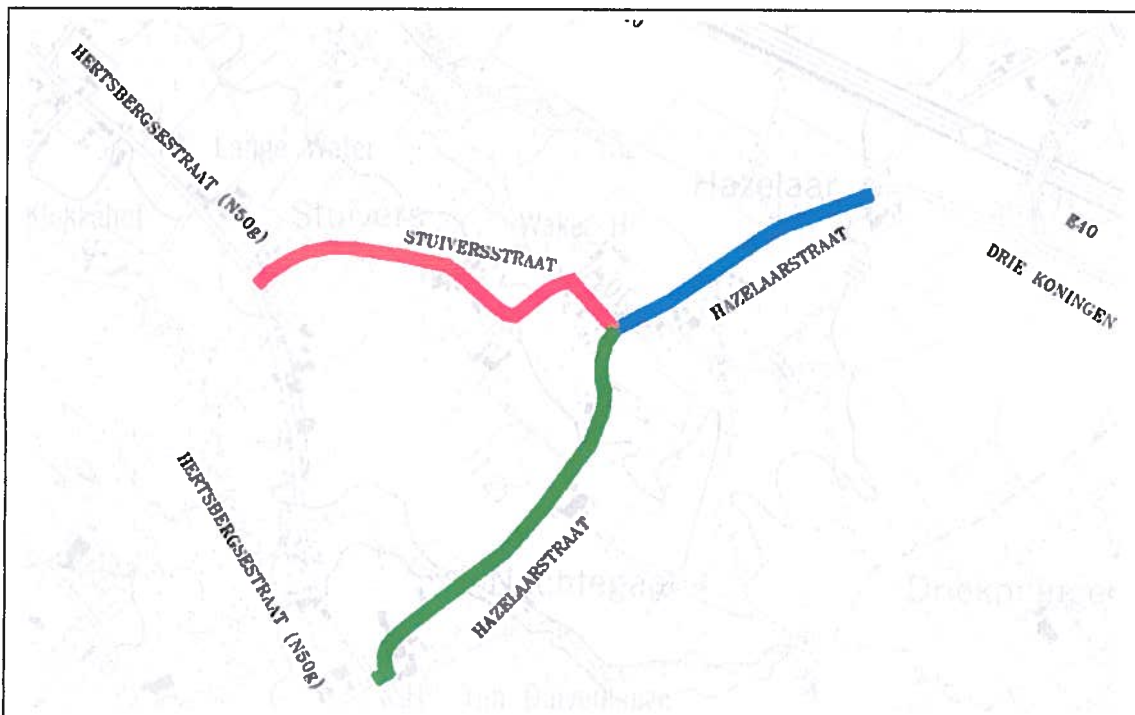 HERTSBERGSESTRAAT (N50g)
Lange Water
Hazelaar
STUIVERSSTRAAT
HAZELAARSTRAAT
E40
DRIE KONINGEN
HERTSBERGSESTRAAT (N50g)
HAZELAARSTRAAT